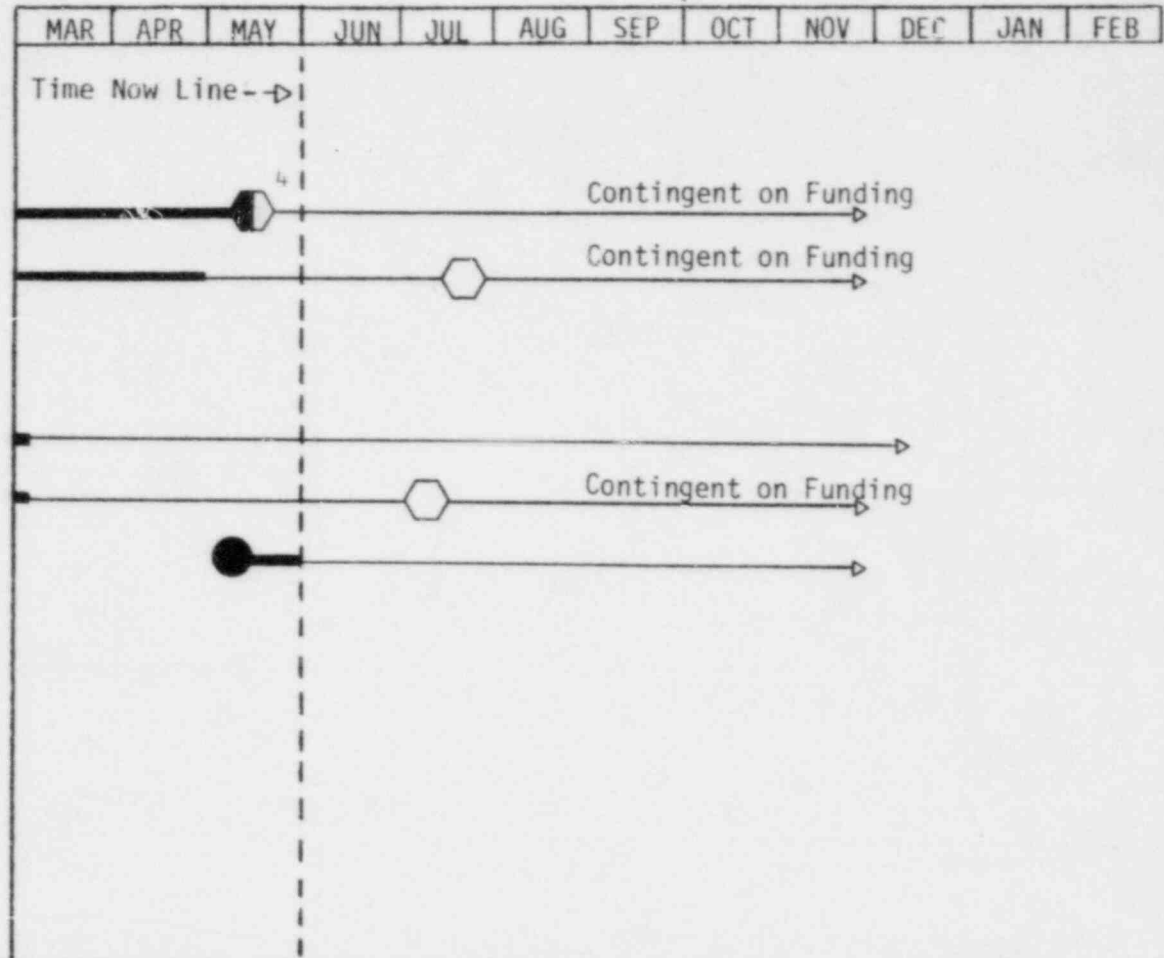 MAR APR MAY JUN JUL AUG SEP OCT NOV DEC JAN FEB
Time Now Line
4
Contingent on Funding
Contingent on Funding
Contingent on Funding